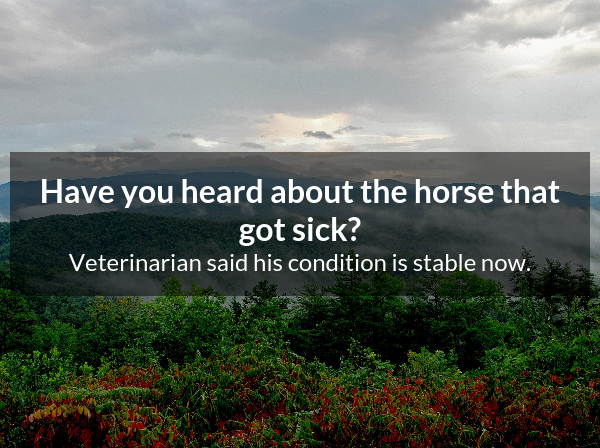 Have you heard about the horse that
got sick?
Veterinarian said his condition is stable now.